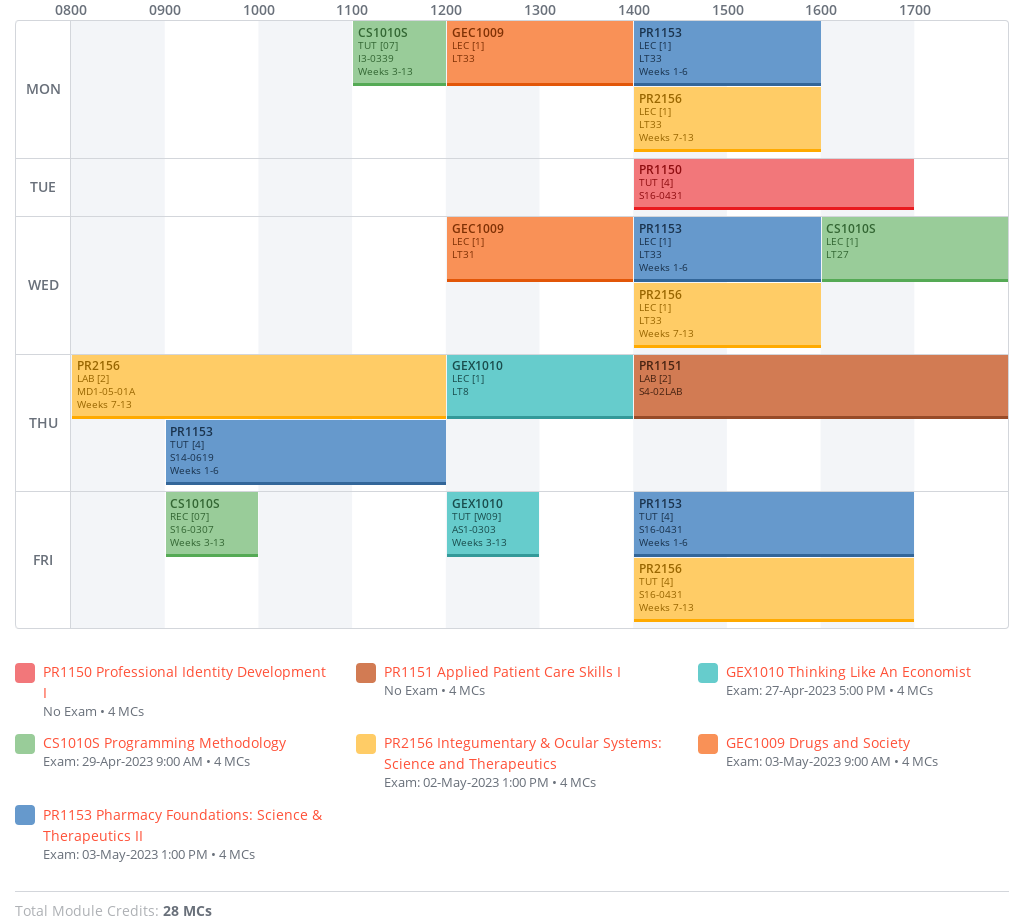 0800 0900 1000 1100 1200 1300 1400 1500 1600 1700
MON
CS1010S
TUT [07]
I3-0339
Weeks 3-13
GEC1009
LEC [1]
LT33
PR1153
LEC [1]
LT33
Weeks 1-6
PR2156
LEC [1]
LT33
Weeks 7-13
TUE
PR1150
TUT [4]
S16-0431
WED
GEC1009
LEC [1]
LT31
PR1153
LEC [1]
LT33
Weeks 1-6
CS1010S
LEC [1]
LT27
PR2156
LEC [1]
LT33
Weeks 7-13
THU
PR2156
LAB [2]
MD1-05-01A
Weeks 7-13
GEX1010
LEC [1]
LT8
PR1151
LAB [2]
S4-02LAB
PR1153
TUT [4]
S14-0619
Weeks 1-6
FRI
CS1010S
REC [07]
S16-0307
Weeks 3-13
GEX1010
TUT [W09]
AS1-0303
Weeks 3-13
PR1153
TUT [4]
S16-0431
Weeks 1-6
PR2156
TUT [4]
S16-0431
Weeks 7-13
PR1150 Professional Identity Development
I
No Exam • 4 MCs
PR1151 Applied Patient Care Skills I
No Exam • 4 MCs
GEX1010 Thinking Like An Economist
Exam: 27-Apr-2023 5:00 PM • 4 MCs
CS1010S Programming Methodology
Exam: 29-Apr-2023 9:00 AM • 4 MCs
PR2156 Integumentary & Ocular Systems:
Science and Therapeutics
Exam: 02-May-2023 1:00 PM • 4 MCs
GEC1009 Drugs and Society
Exam: 03-May-2023 9:00 AM • 4 MCs
PR1153 Pharmacy Foundations: Science &
Therapeutics II
Exam: 03-May-2023 1:00 PM • 4 MCs
Total Module Credits: 28 MCs